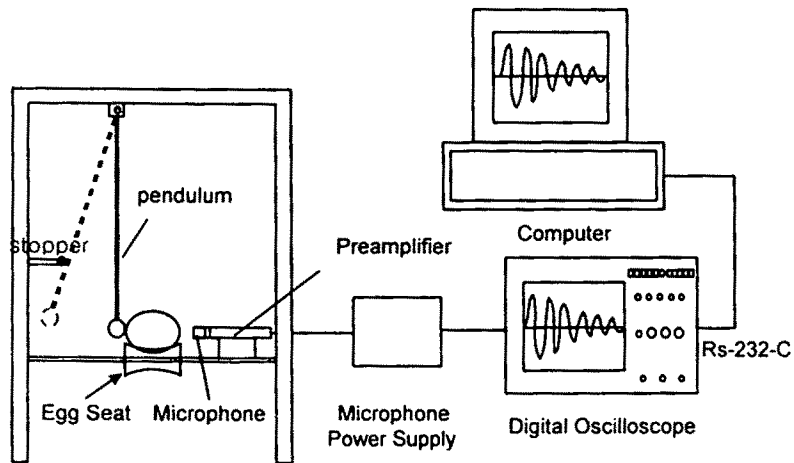 pendulum
stopper
Preamplifier
Computer
Rs-232-C
Egg Seat
Microphone
Microphone
Power Supply
Digital Oscilloscope